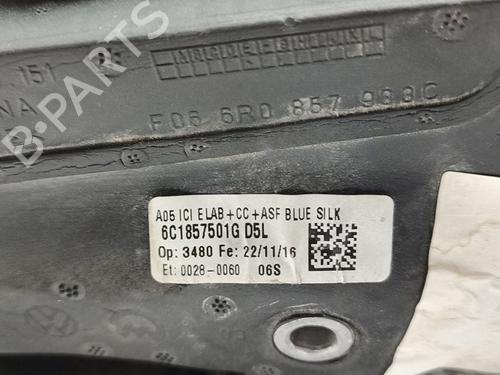 B-PARTS
151
NA
F06 6R0 857 933C
A05 ICI ELAB+CC+ASF BLUE SILK
6C1857501G D5L
Op: 3480 Fe: 22/11/16
Et: 0028-0060 06S